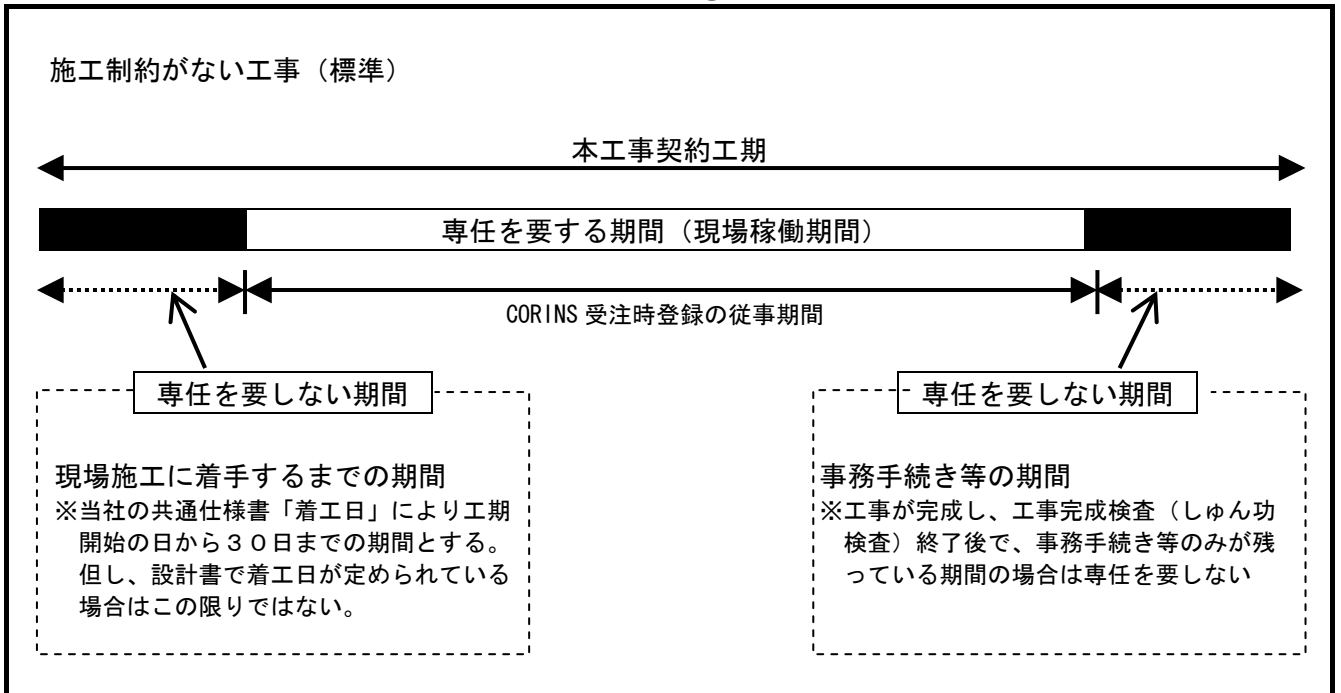 施工制約がない工事（標準）
本工事契約工期
専任を要する期間（現場稼働期間）
CORINS 受注時登録の従事期間
専任を要しない期間
現場施工に着手するまでの期間
※当社の共通仕様書「着工日」により工期
開始の日から３０日までの期間とする。
但し、設計書で着工日が定められている
場合はこの限りではない。
専任を要しない期間
事務手続き等の期間
※工事が完成し、工事完成検査（しゅん功
検査）終了後で、事務手続き等のみが残
っている期間の場合は専任を要しない